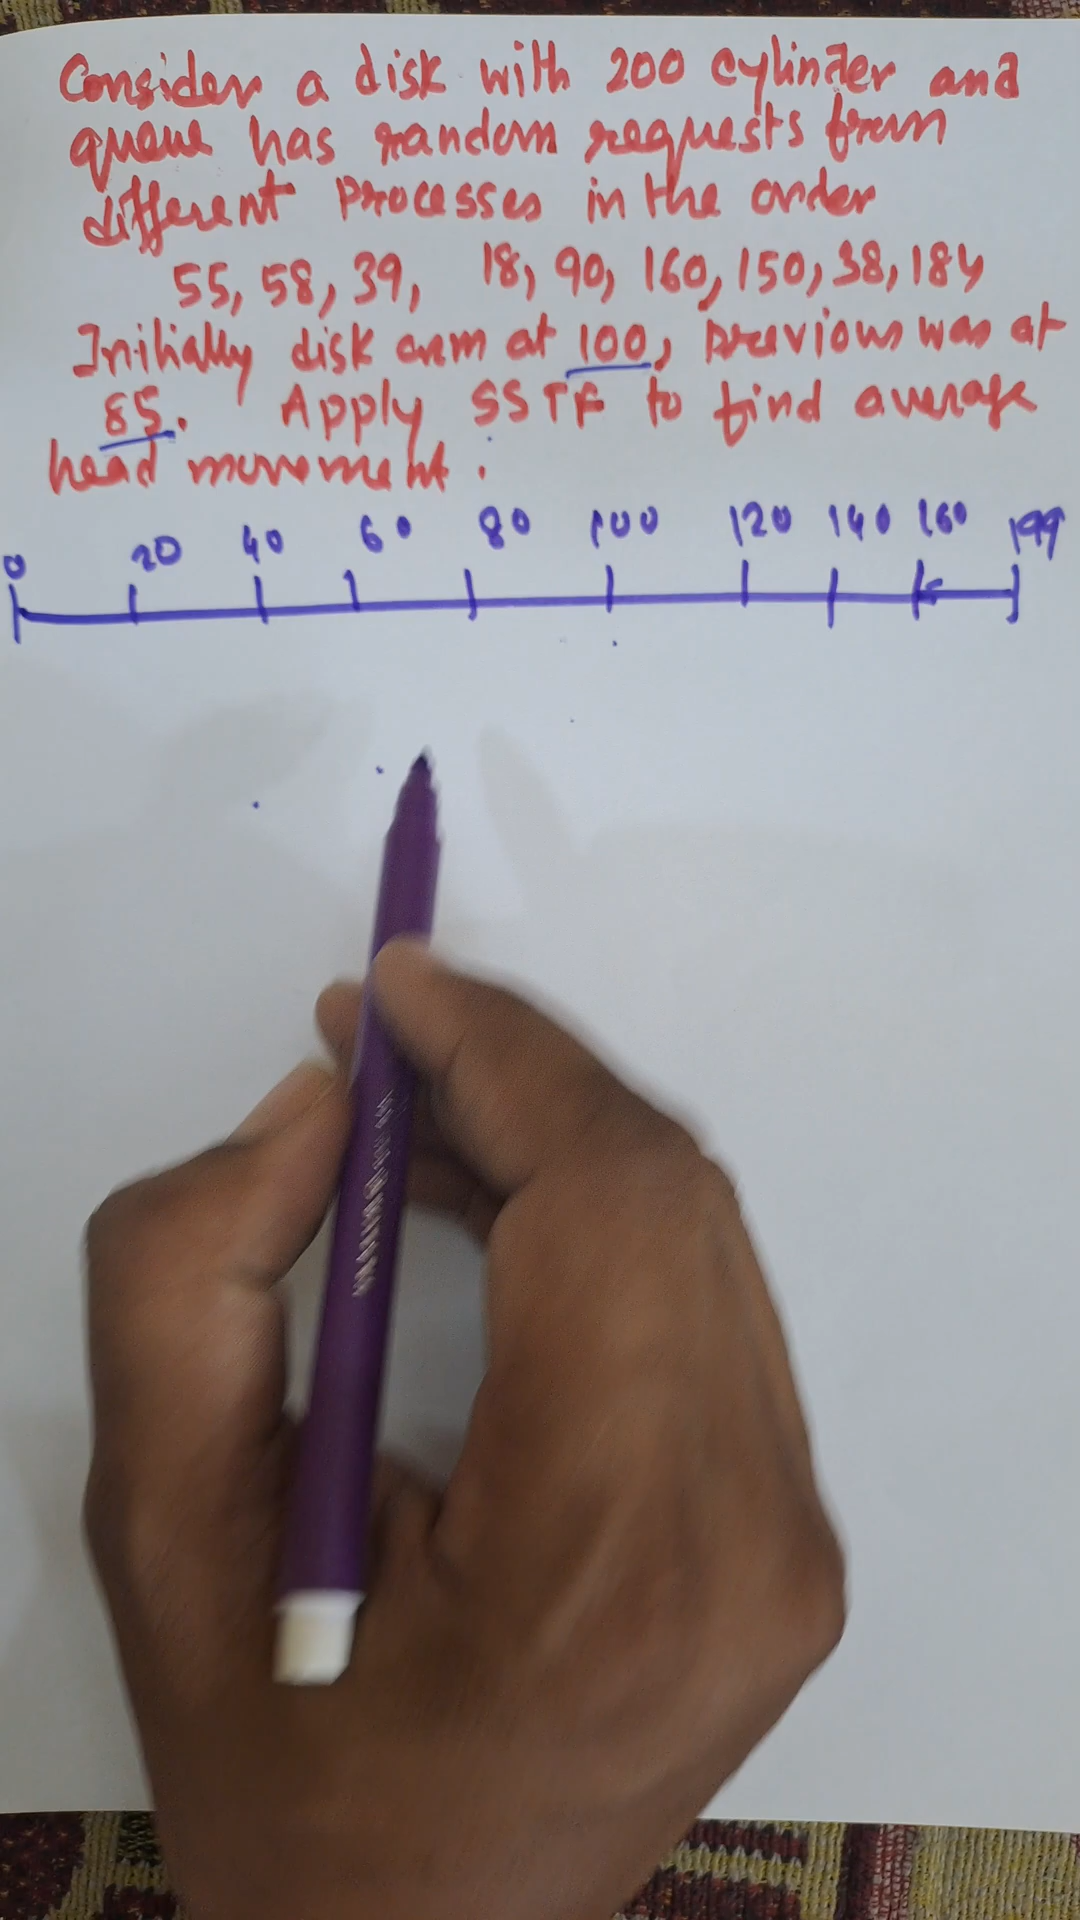 Consider a disk with 200 cylinder and
queue has random requests from
different Processes in the order
55, 58, 39, 18, 90, 160, 150, 38, 184
Initially disk arm at 100, previous was at
85. Apply SSTF to find average
head movement.
0 20 40 60 80 100 120 140 160 199